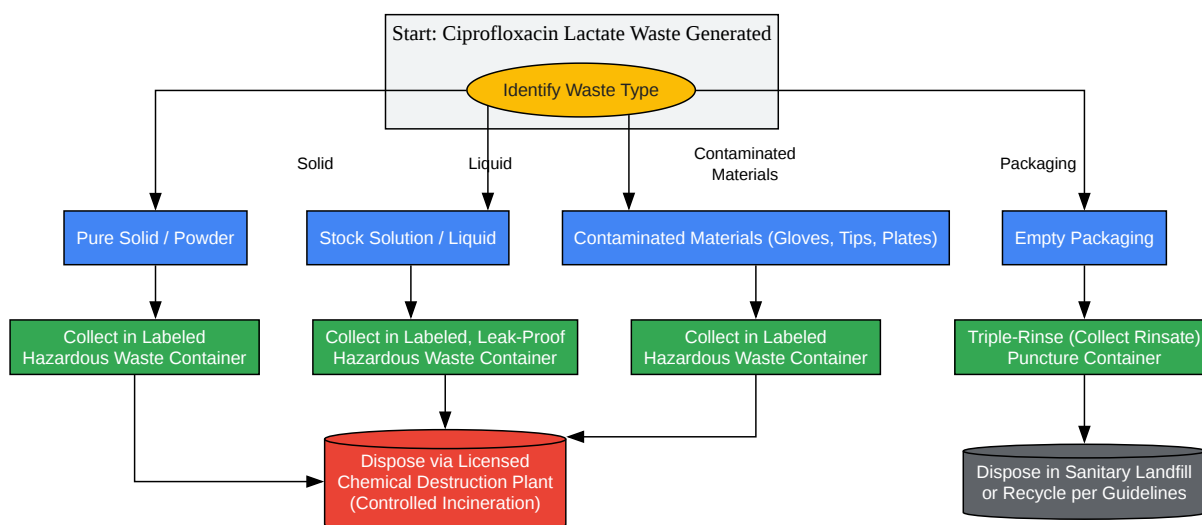 Start: Ciprofloxacin Lactate Waste Generated
Identify Waste Type
Solid
Liquid
Contaminated
Materials
Packaging
Pure Solid / Powder
Stock Solution / Liquid
Contaminated Materials (Gloves, Tips, Plates)
Empty Packaging
Collect in Labeled
Hazardous Waste Container
Collect in Labeled, Leak-Proof
Hazardous Waste Container
Collect in Labeled
Hazardous Waste Container
Triple-Rinse (Collect Rinsate)
Puncture Container
Dispose via Licensed
Chemical Destruction Plant
(Controlled Incineration)
Dispose in Sanitary Landfill
or Recycle per Guidelines